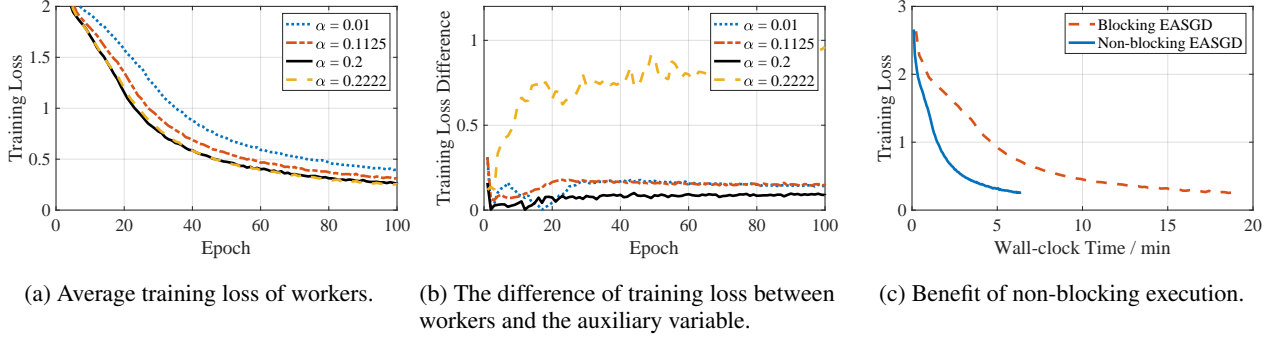 2
1.5
1
0.5
0
Training Loss
0 20 40 60 80 100
Epoch
α = 0.01
α = 0.1125
α = 0.2
α = 0.2222
(a) Average training loss of workers.
1
0.5
0
Training Loss Difference
0 20 40 60 80 100
Epoch
α = 0.01
α = 0.1125
α = 0.2
α = 0.2222
(b) The difference of training loss between
workers and the auxiliary variable.
3
2
1
0
Training Loss
0 5 10 15 20
Wall-clock Time / min
Blocking EASGD
Non-blocking EASGD
(c) Benefit of non-blocking execution.